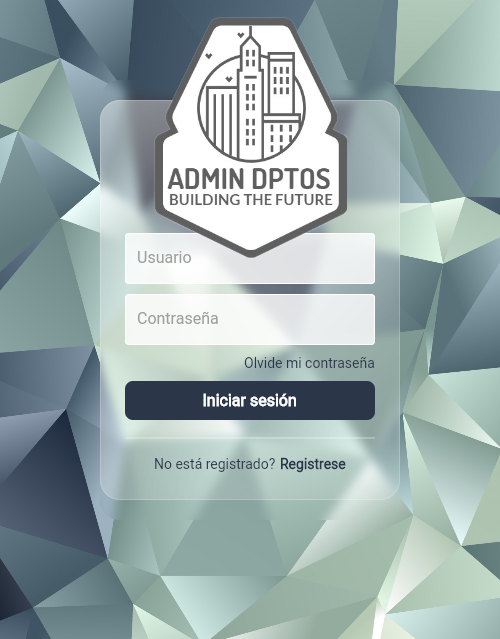 ADMIN DPTOS
BUILDING THE FUTURE
Usuario
Contraseña
Olvide mi contraseña
Iniciar sesión
No está registrado? Registrese